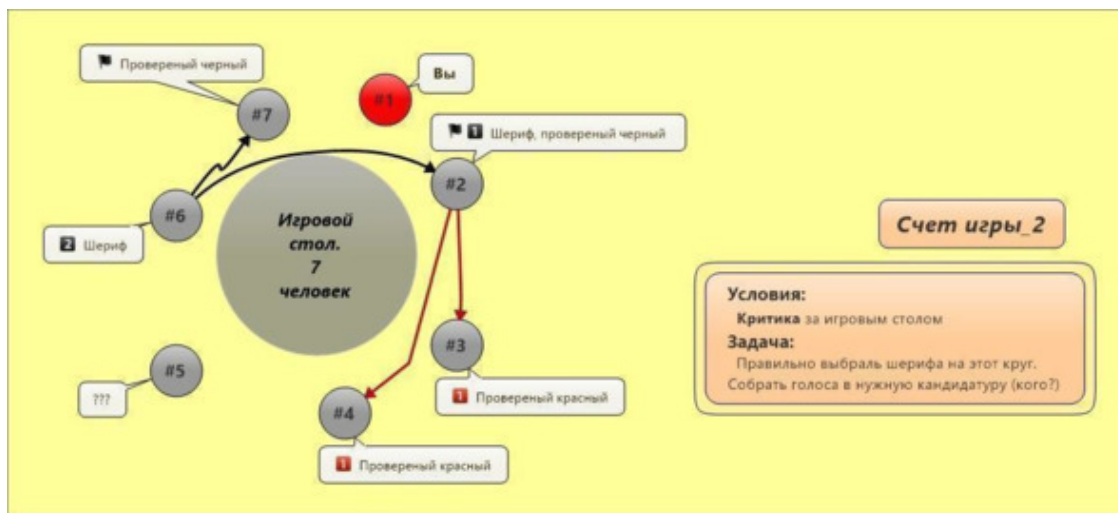 Провереный черный
Вы
#1
#7
1 Шериф, провереный черный
#2
#6
2 Шериф
Игровой
стол.
7
человек
Счет игры_2
Условия:
Критика за игровым столом
Задача:
Правильно выбраль шерифа на этот круг.
Собрать голоса в нужную кандидатуру (кого?)
#3
#5
???
1 Провереный красный
#4
1 Провереный красный